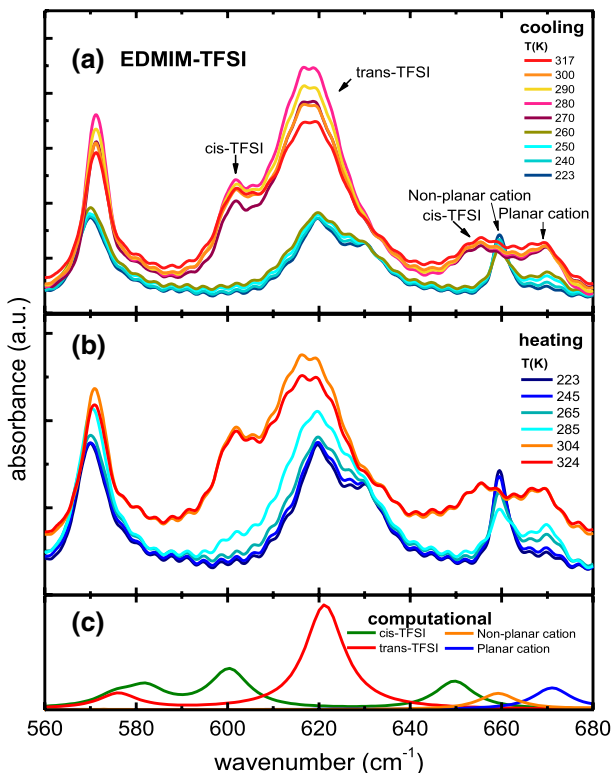 (a) EDMIM-TFSI
cooling
T(K)
317
300
290
280
270
260
250
240
223
trans-TFSI
cis-TFSI
Non-planar cation
cis-TFSI
Planar cation
(b)
heating
T(K)
223
245
265
285
304
324
absorbance (a.u.)
(c)
computational
cis-TFSI Non-planar cation
trans-TFSI Planar cation
560 580 600 620 640 660 680
wavenumber (cm⁻¹)